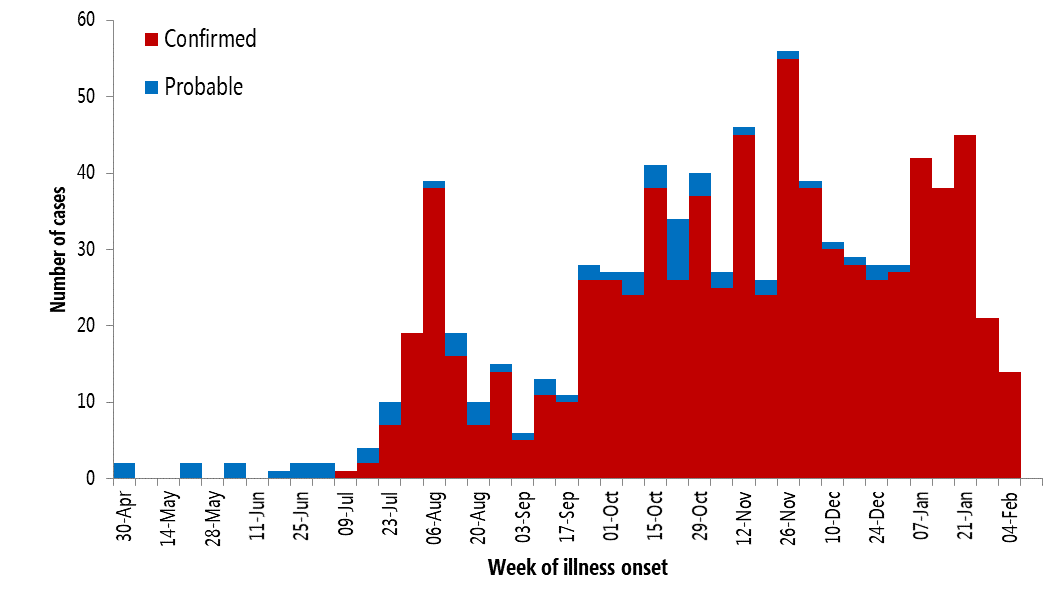 60
50
40
30
20
10
0
Number of cases
Confirmed
Probable
30-Apr
14-May
28-May
11-Jun
25-Jun
09-Jul
23-Jul
06-Aug
20-Aug
03-Sep
17-Sep
01-Oct
15-Oct
29-Oct
12-Nov
26-Nov
10-Dec
24-Dec
07-Jan
21-Jan
04-Feb
Week of illness onset